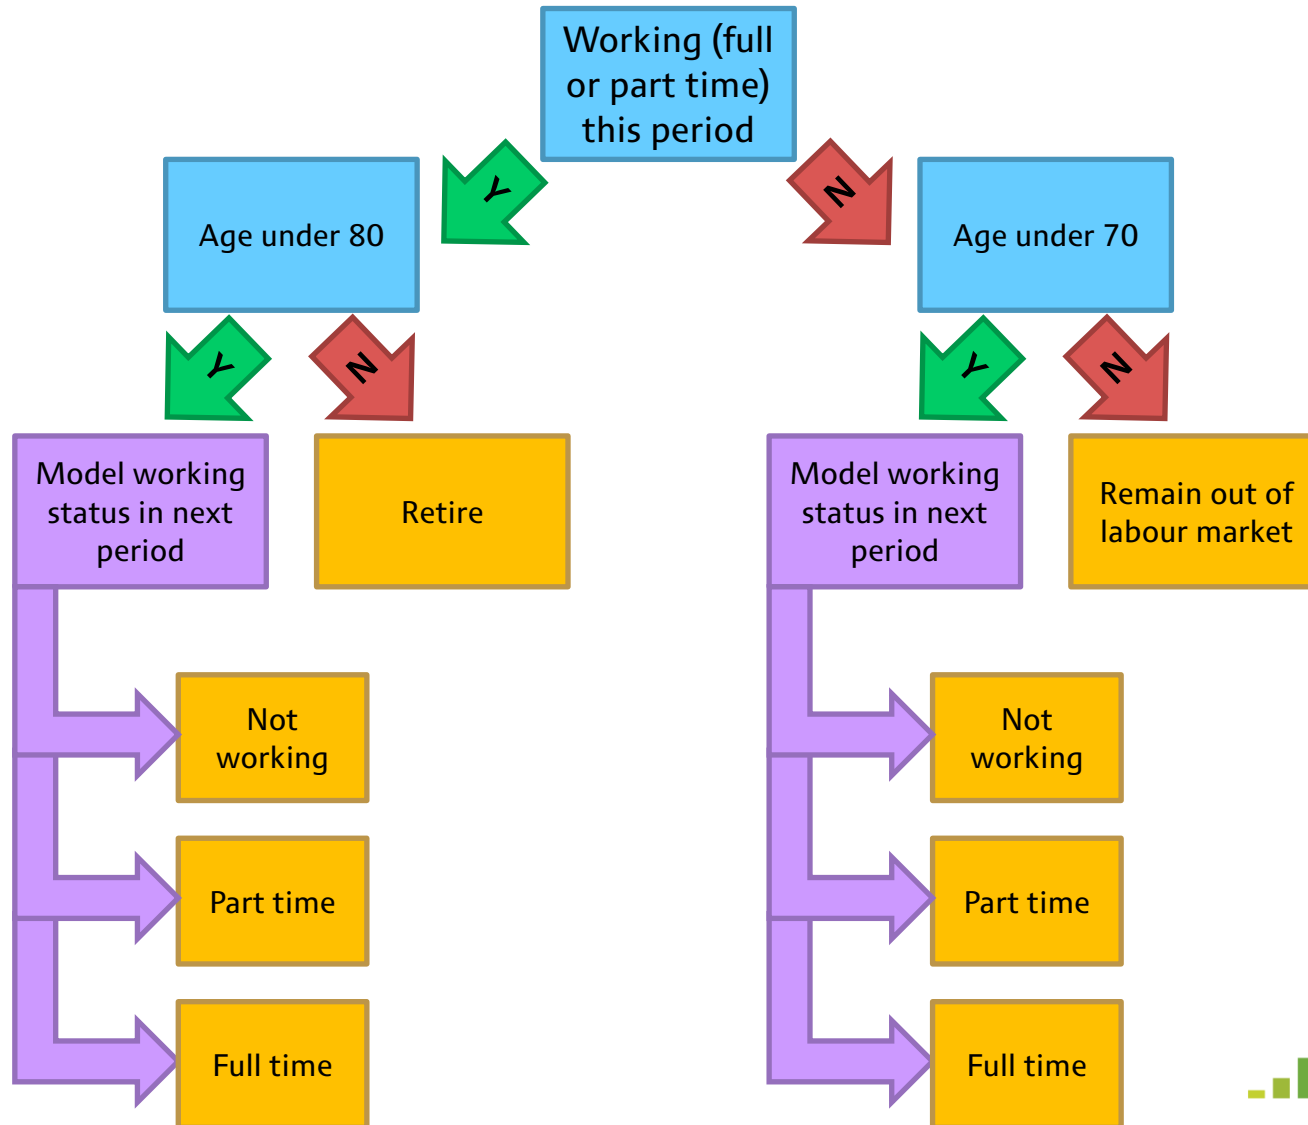 Working (full
or part time)
this period
Y
N
Age under 80
Age under 70
Y
N
Y
N
Model working
status in next
period
Retire
Model working
status in next
period
Remain out of
labour market
Not
working
Not
working
Part time
Part time
Full time
Full time